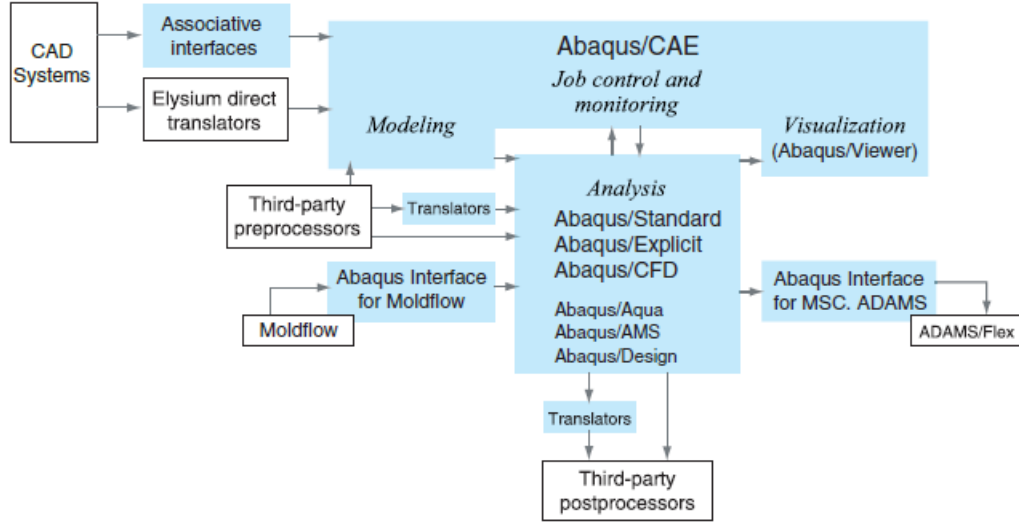 CAD
Systems
Associative
interfaces
Elysium direct
translators
Abaqus/CAE
Job control and
monitoring
Modeling
Visualization
(Abaqus/Viewer)
Third-party
preprocessors
Translators
Analysis
Abaqus/Standard
Abaqus/Explicit
Abaqus/CFD
Abaqus/Aqua
Abaqus/AMS
Abaqus/Design
Abaqus Interface
for Moldflow
Moldflow
Abaqus Interface
for MSC. ADAMS
ADAMS/Flex
Translators
Third-party
postprocessors